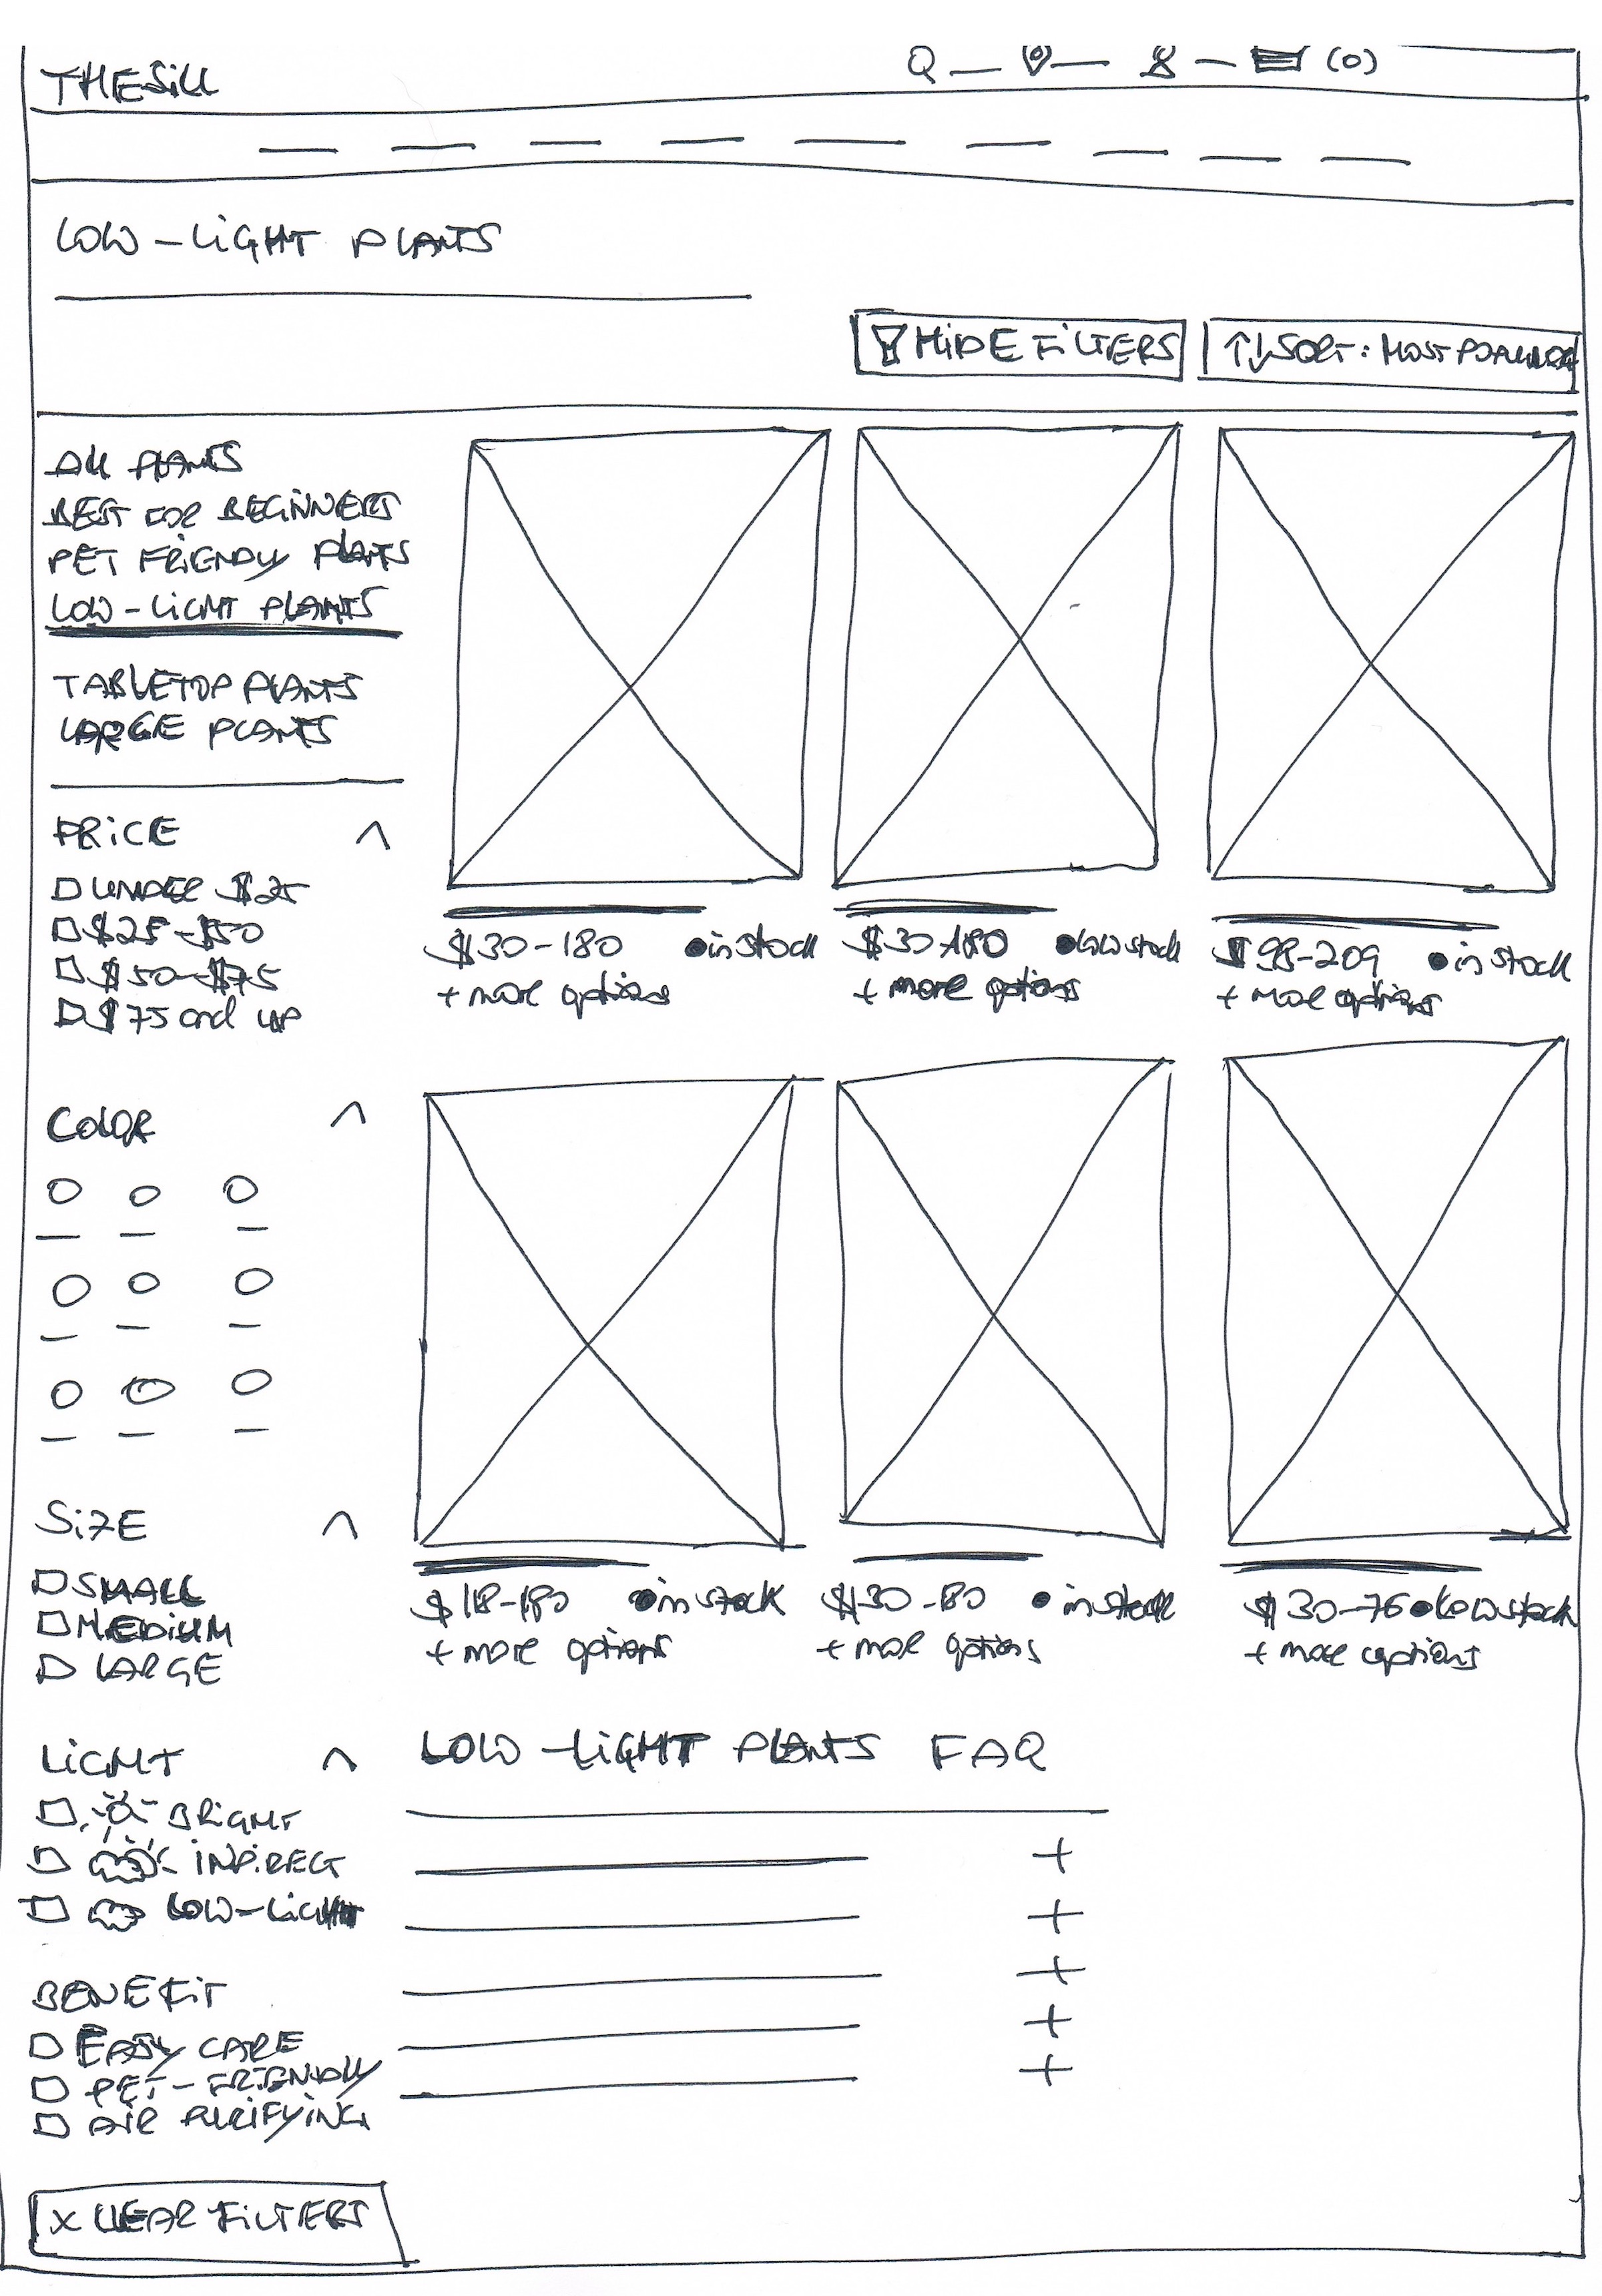 THE SILL
(0)
LOW-LIGHT PLANTS
HIDE FILTERS
↑↓ SORT: MOST POPULAR
ALL PLANTS
BEST FOR BEGINNERS
PET FRIENDLY PLANTS
LOW-LIGHT PLANTS
TABLETOP PLANTS
LARGE PLANTS
PRICE ^
UNDER $25
$25-$50
$50-$75
$75 and up
$30-180 • in stock
+ more options
$30-180 • low stock
+ more options
$98-209 • in stock
+ more options
COLOR ^
SIZE ^
SMALL
MEDIUM
LARGE
$18-180 • in stock
+ more options
$30-80 • in stock
+ more options
$30-76 • low stock
+ more options
LIGHT ^
BRIGHT
INDIRECT
LOW-LIGHT
BENEFIT
EASY CARE
PET-FRIENDLY
AIR PURIFYING
X CLEAR FILTERS
LOW-LIGHT PLANTS FAQ
+
+
+
+
+